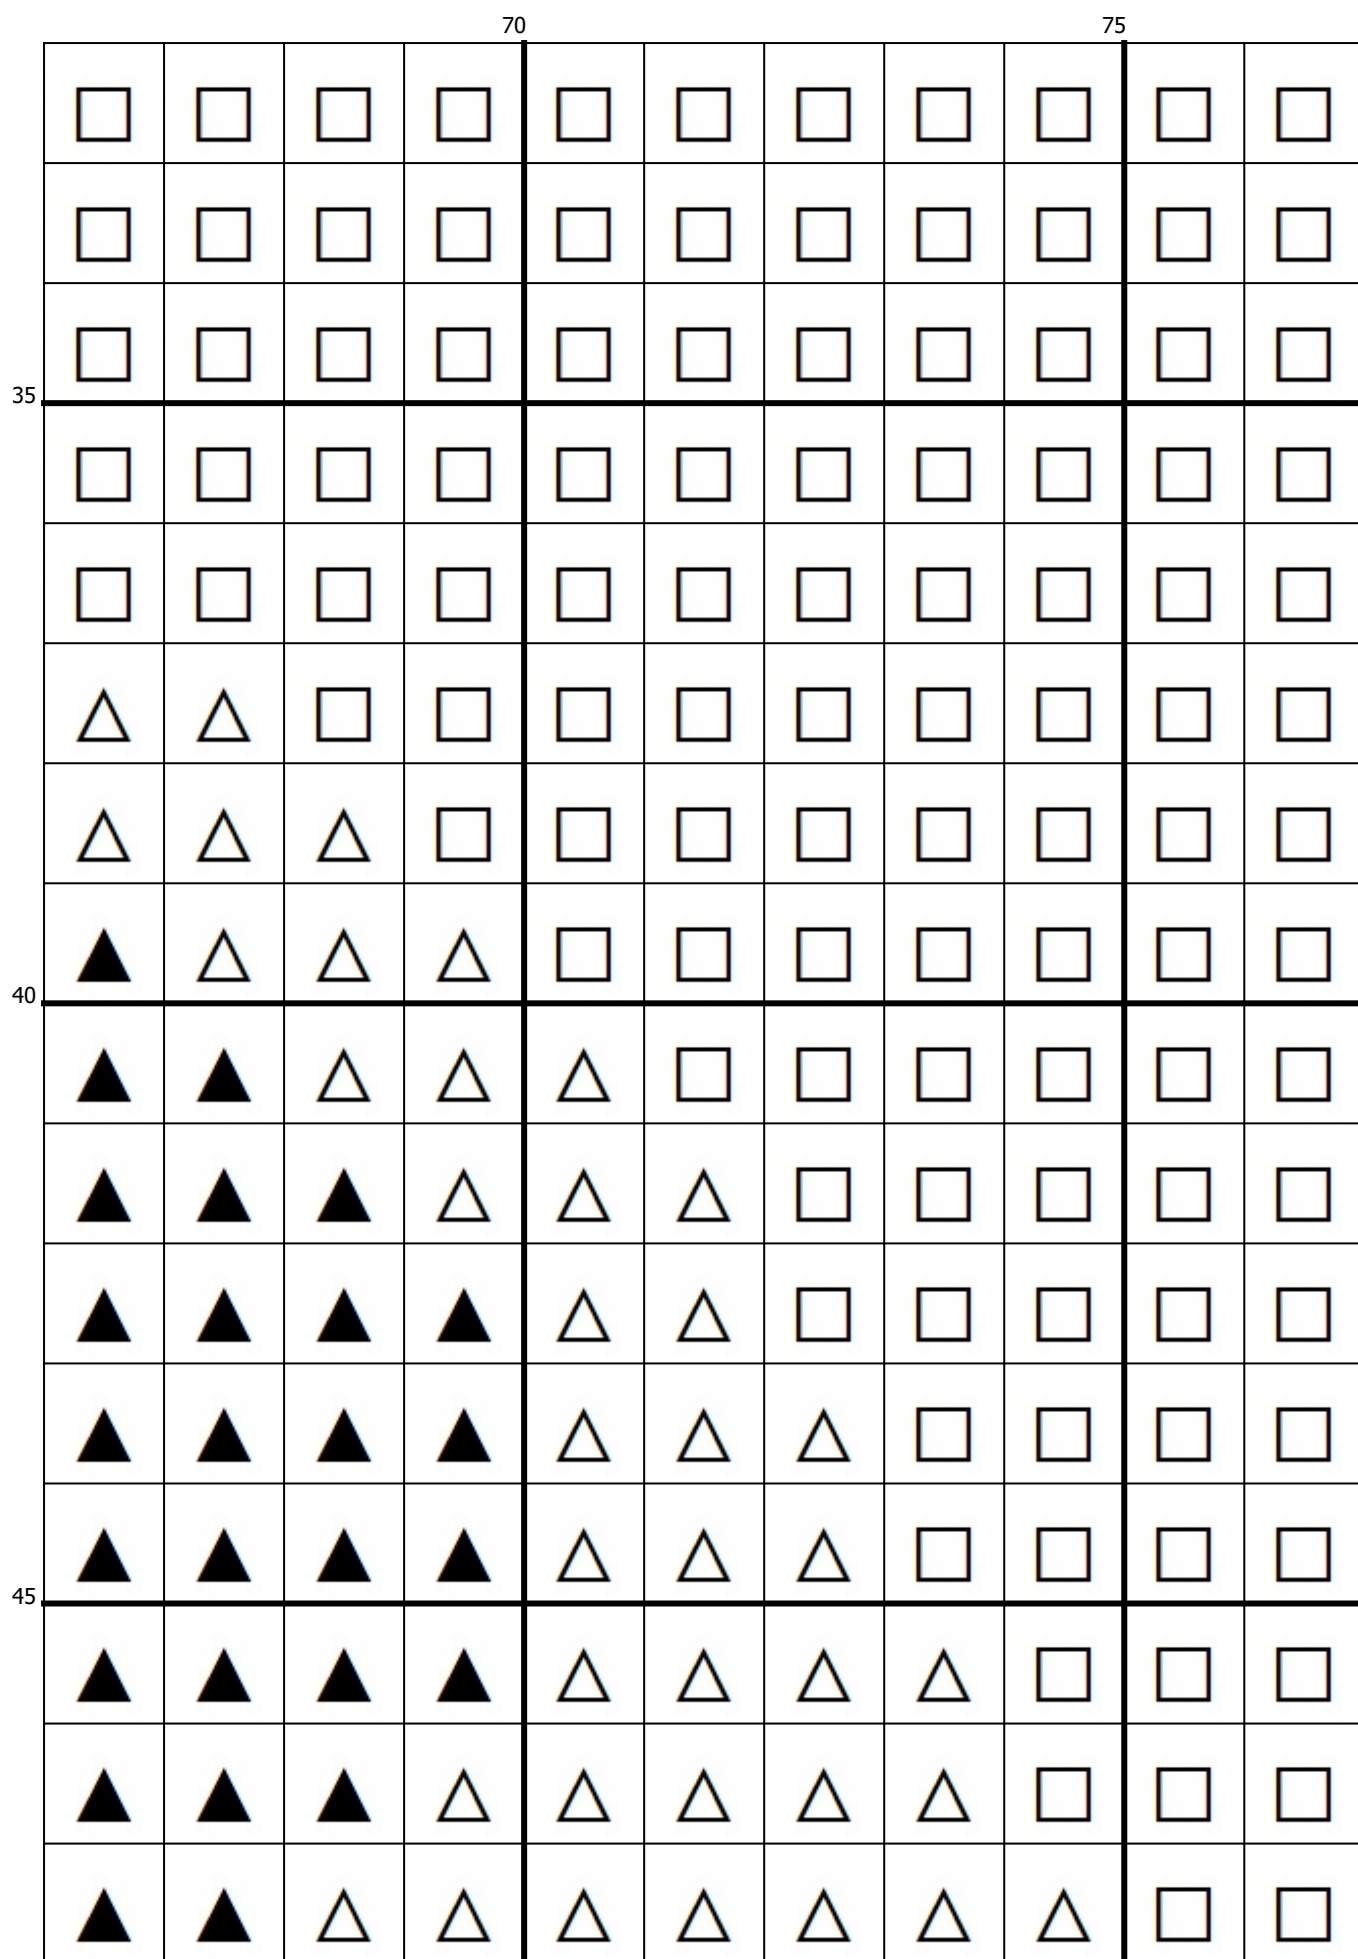 70 75
□ □ □ □ □ □ □ □ □ □ □
□ □ □ □ □ □ □ □ □ □ □
□ □ □ □ □ □ □ □ □ □ □
35
□ □ □ □ □ □ □ □ □ □ □
□ □ □ □ □ □ □ □ □ □ □
△ △ □ □ □ □ □ □ □ □ □
△ △ △ □ □ □ □ □ □ □ □
▲ △ △ △ □ □ □ □ □ □ □
40
▲ ▲ △ △ △ □ □ □ □ □ □
▲ ▲ ▲ △ △ △ □ □ □ □ □
▲ ▲ ▲ ▲ △ △ □ □ □ □ □
▲ ▲ ▲ ▲ △ △ △ □ □ □ □
▲ ▲ ▲ ▲ △ △ △ □ □ □ □
45
▲ ▲ ▲ ▲ △ △ △ △ □ □ □
▲ ▲ ▲ △ △ △ △ △ □ □ □
▲ ▲ △ △ △ △ △ △ △ □ □